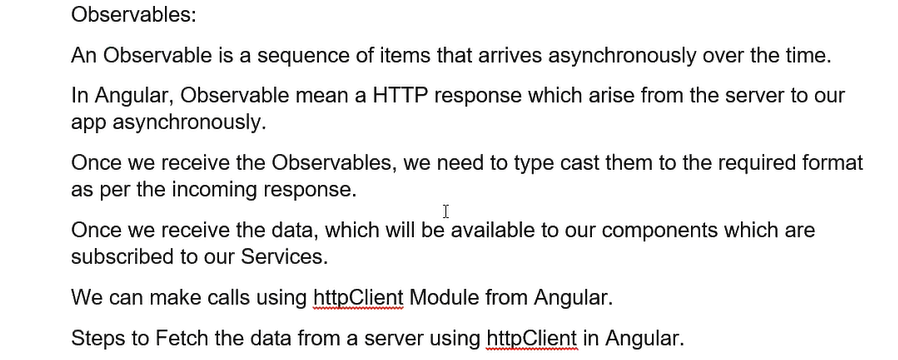 Observables:
An Observable is a sequence of items that arrives asynchronously over the time.
In Angular, Observable mean a HTTP response which arise from the server to our
app asynchronously.
Once we receive the Observables, we need to type cast them to the required format
as per the incoming response.
Once we receive the data, which will be available to our components which are
subscribed to our Services.
We can make calls using httpClient Module from Angular.
Steps to Fetch the data from a server using httpClient in Angular.